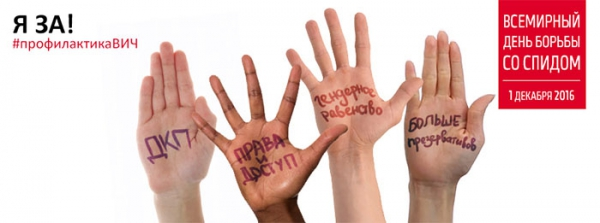 Я ЗА!
#профилактикаВИЧ
ДКП
ПРАВА
И
ДОСТУП
гендерное
равенство
БОЛЬШЕ
презервативов
ВСЕМИРНЫЙ
ДЕНЬ БОРЬБЫ
СО СПИДОМ
1 ДЕКАБРЯ 2016